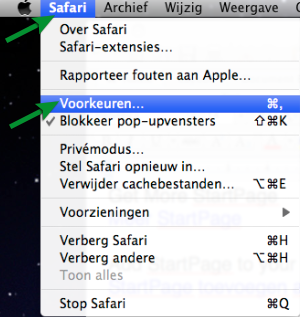 Safari Archief Wijzig Weergave
Over Safari
Safari-extensies...
Rapporteer fouten aan Apple...
Voorkeuren... ⌘,
✓ Blokkeer pop-upvensters ⇧⌘K
Privémodus...
Stel Safari opnieuw in...
Verwijder cachebestanden... ⌥⌘E
Voorzieningen
Verberg Safari ⌘H
Verberg andere ⌥⌘H
Toon alles
Stop Safari ⌘Q